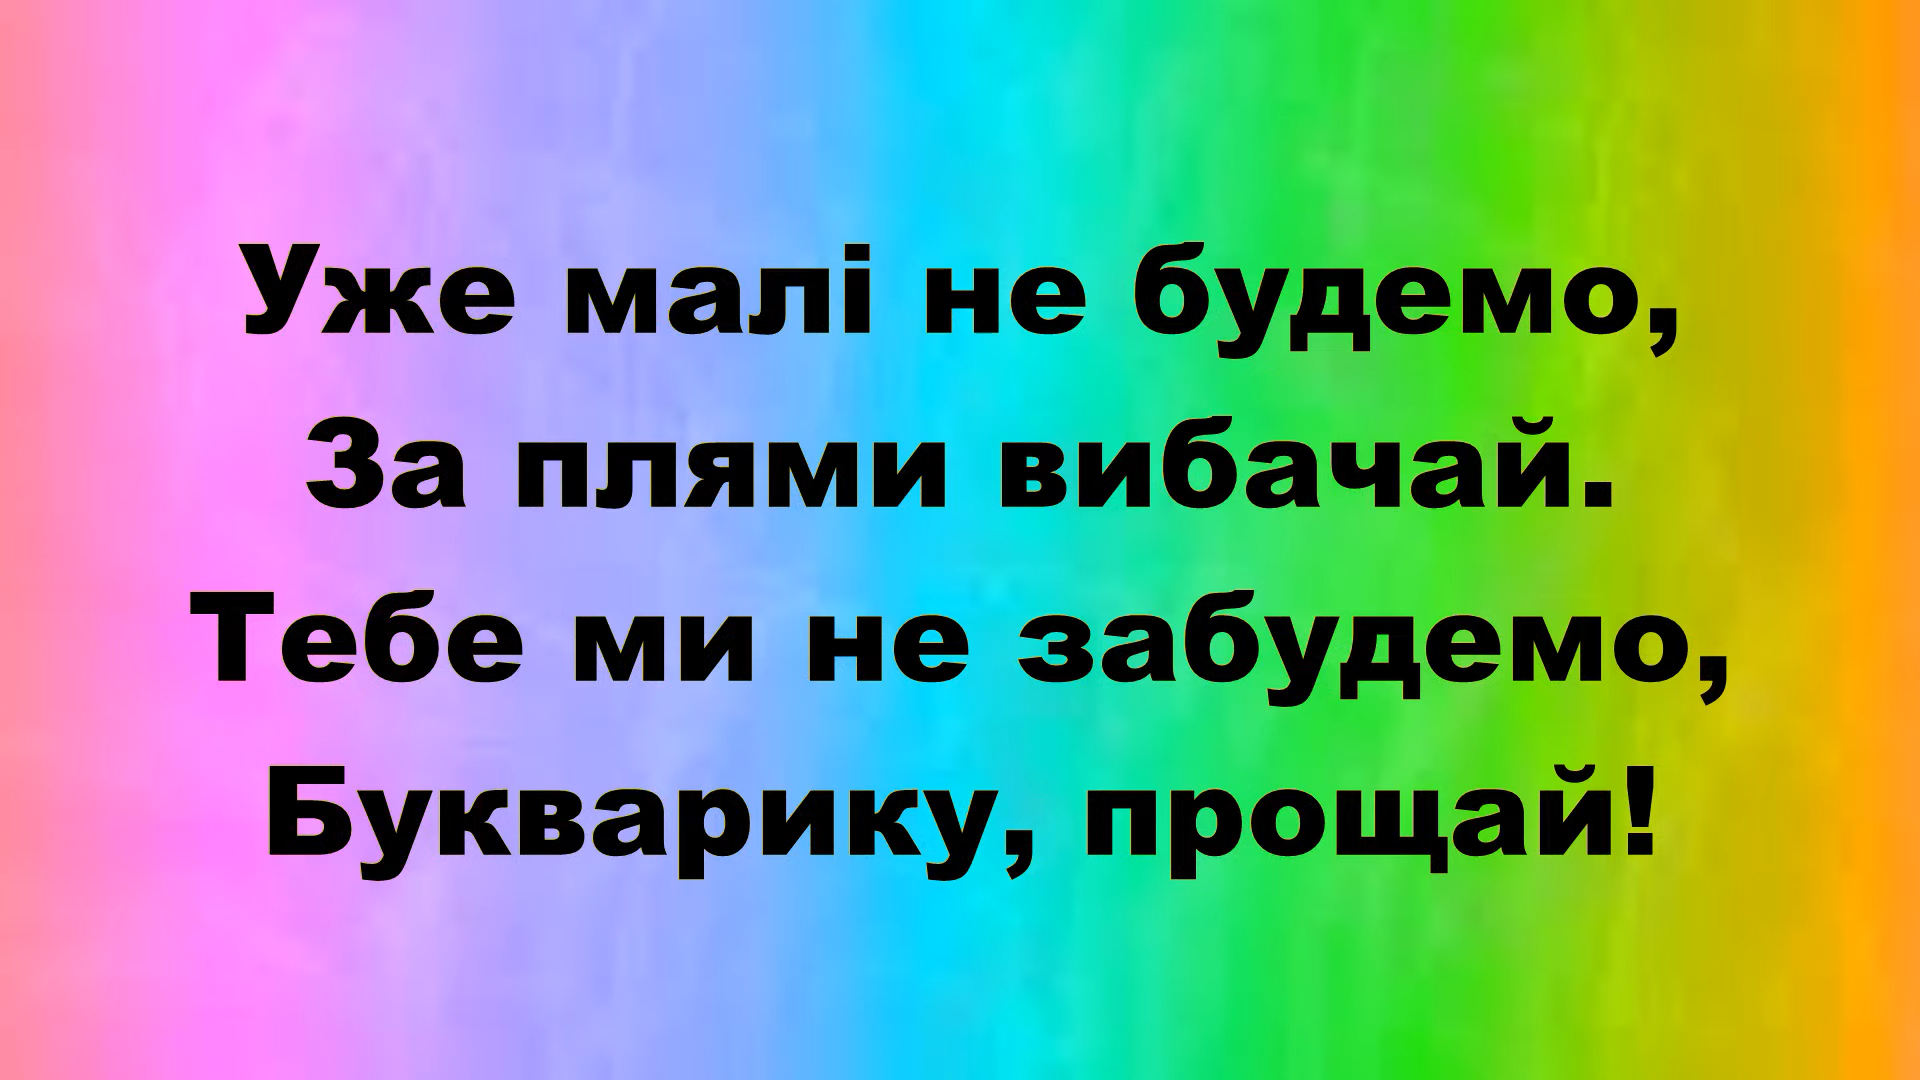 Уже малі не будемо,
За плями вибачай.
Тебе ми не забудемо,
Букварику, прощай!